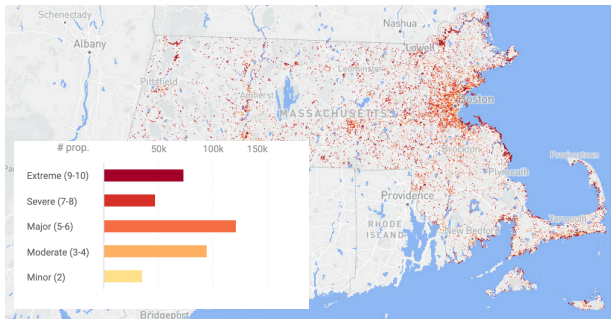 Schenectady
Nashua
Albany
Lowell
Pittsfield
Leominster
Amherst
Boston
MASSACHUSETTS
Brockton
Plymouth
Provincetown
Providence
RHODE
ISLAND
New Bedford
Yarmouth
Bridgeport
# prop.
50k
100k
150k
Extreme (9-10)
Severe (7-8)
Major (5-6)
Moderate (3-4)
Minor (2)